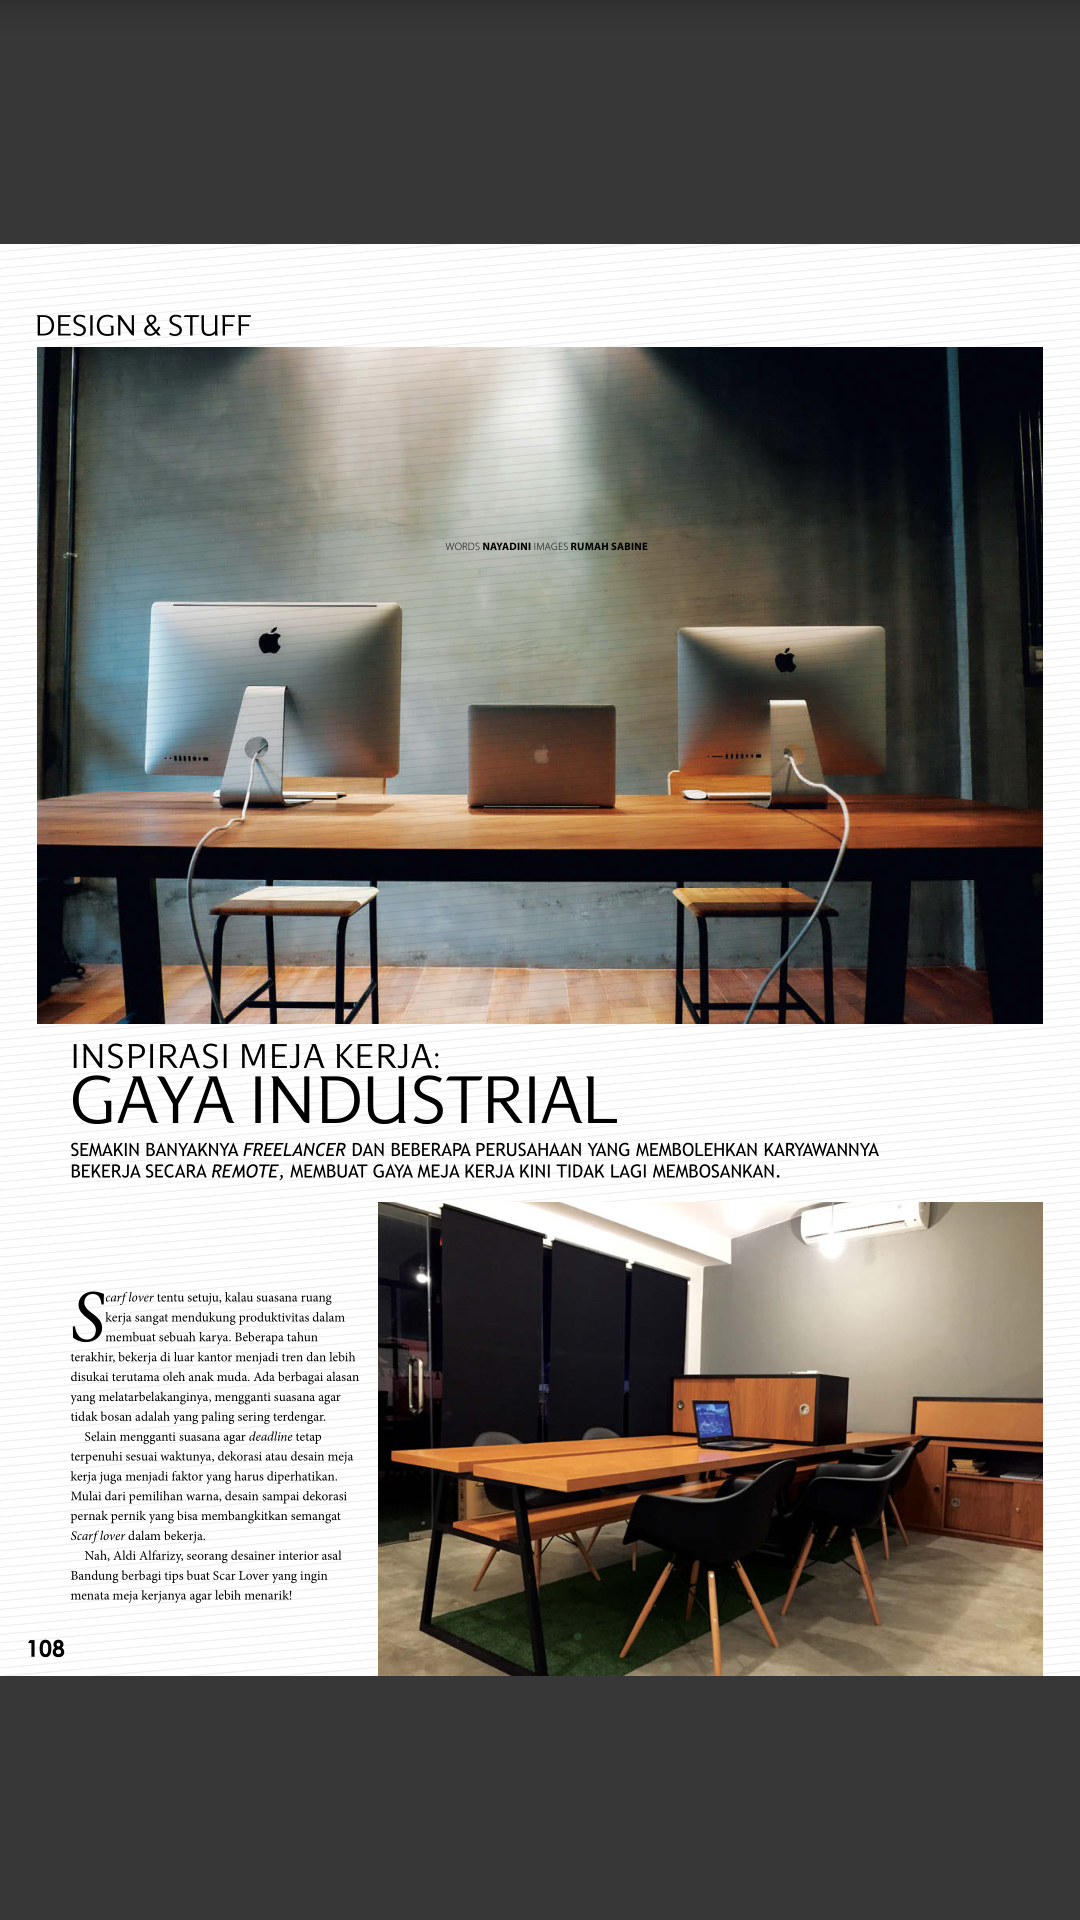 DESIGN & STUFF
WORDS NAYADINI IMAGES RUMAH SABINE
INSPIRASI MEJA KERJA:
GAYA INDUSTRIAL
SEMAKIN BANYAKNYA FREELANCER DAN BEBERAPA PERUSAHAAN YANG MEMBOLEHKAN KARYAWANNYA
BEKERJA SECARA REMOTE, MEMBUAT GAYA MEJA KERJA KINI TIDAK LAGI MEMBOSANKAN.
Scarf lover tentu setuju, kalau suasana ruang
kerja sangat mendukung produktivitas dalam
membuat sebuah karya. Beberapa tahun
terakhir, bekerja di luar kantor menjadi tren dan lebih
disukai terutama oleh anak muda. Ada berbagai alasan
yang melatarbelakanginya, mengganti suasana agar
tidak bosan adalah yang paling sering terdengar.
Selain mengganti suasana agar deadline tetap
terpenuhi sesuai waktunya, dekorasi atau desain meja
kerja juga menjadi faktor yang harus diperhatikan.
Mulai dari pemilihan warna, desain sampai dekorasi
pernak pernik yang bisa membangkitkan semangat
Scarf lover dalam bekerja.
Nah, Aldi Alfarizy, seorang desainer interior asal
Bandung berbagi tips buat Scar Lover yang ingin
menata meja kerjanya agar lebih menarik!
108